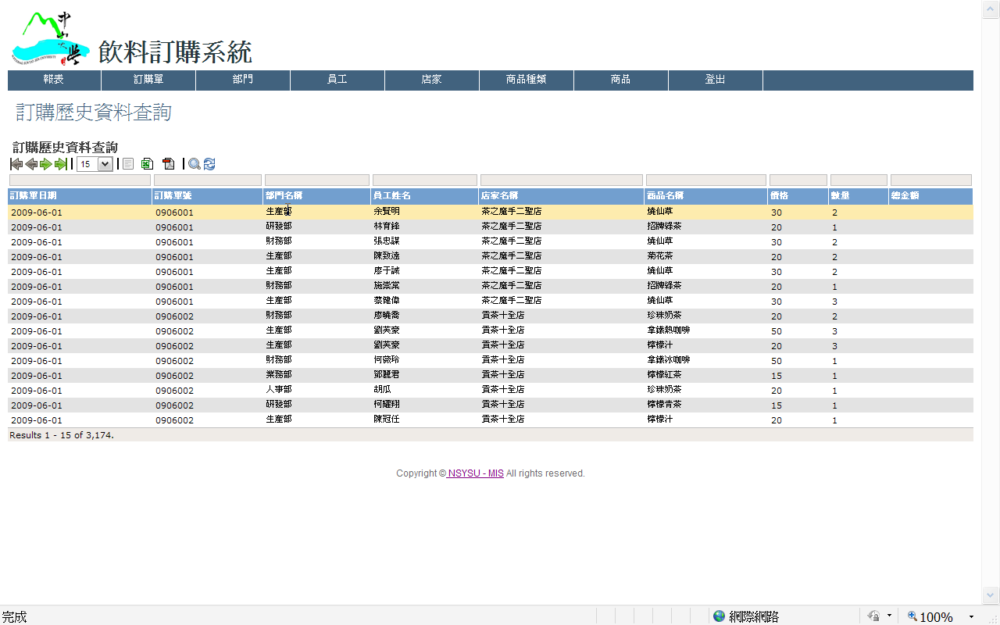 中山大學
NATIONAL SUN YAT-SEN UNIVERSITY
飲料訂購系統
報表 訂購單 部門 員工 店家 商品種類 商品 登出
訂購歷史資料查詢
訂購歷史資料查詢
15
訂購單日期 訂購單號 部門名稱 員工姓名 店家名稱 商品名稱 價格 數量 總金額
2009-06-01 0906001 生產部 余賢明 茶之魔手二聖店 燒仙草 30 2
2009-06-01 0906001 研發部 林育鋒 茶之魔手二聖店 招牌綠茶 20 1
2009-06-01 0906001 財務部 張忠謀 茶之魔手二聖店 燒仙草 30 2
2009-06-01 0906001 生產部 陳致遠 茶之魔手二聖店 菊花茶 20 2
2009-06-01 0906001 生產部 廖于誠 茶之魔手二聖店 燒仙草 30 2
2009-06-01 0906001 財務部 施崇棠 茶之魔手二聖店 招牌綠茶 20 1
2009-06-01 0906001 生產部 蔡健偉 茶之魔手二聖店 燒仙草 30 3
2009-06-01 0906002 財務部 廖曉喬 貢茶十全店 珍珠奶茶 20 2
2009-06-01 0906002 生產部 劉芙豪 貢茶十全店 拿鐵熱咖啡 50 3
2009-06-01 0906002 生產部 劉芙豪 貢茶十全店 檸檬汁 20 3
2009-06-01 0906002 財務部 柯薇玲 貢茶十全店 拿鐵冰咖啡 50 1
2009-06-01 0906002 業務部 鄧麗君 貢茶十全店 檸檬紅茶 15 1
2009-06-01 0906002 人事部 胡瓜 貢茶十全店 珍珠奶茶 20 1
2009-06-01 0906002 研發部 柯耀翔 貢茶十全店 檸檬青茶 15 1
2009-06-01 0906002 生產部 陳冠任 貢茶十全店 檸檬汁 20 1
Results 1 - 15 of 3,174.
Copyright © NSYSU - MIS All rights reserved.
完成 網際網路 100%